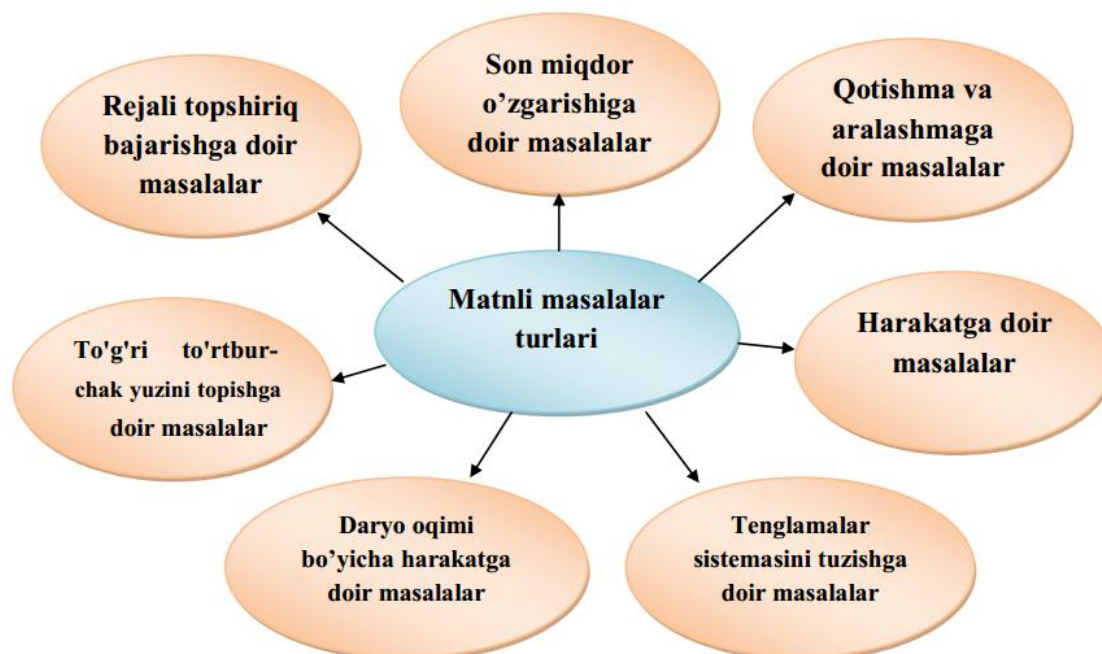 Son miqdor
o’zgarishiga
doir masalalar
Rejali topshiriq
bajarishga doir
masalalar
Qotishma va
aralashmaga
doir masalalar
Matnli masalalar
turlari
Harakatga doir
masalalar
To'g'ri to'rtbur-
chak yuzini topishga
doir masalalar
Daryo oqimi
bo’yicha harakatga
doir masalalar
Tenglamalar
sistemasini tuzishga
doir masalalar